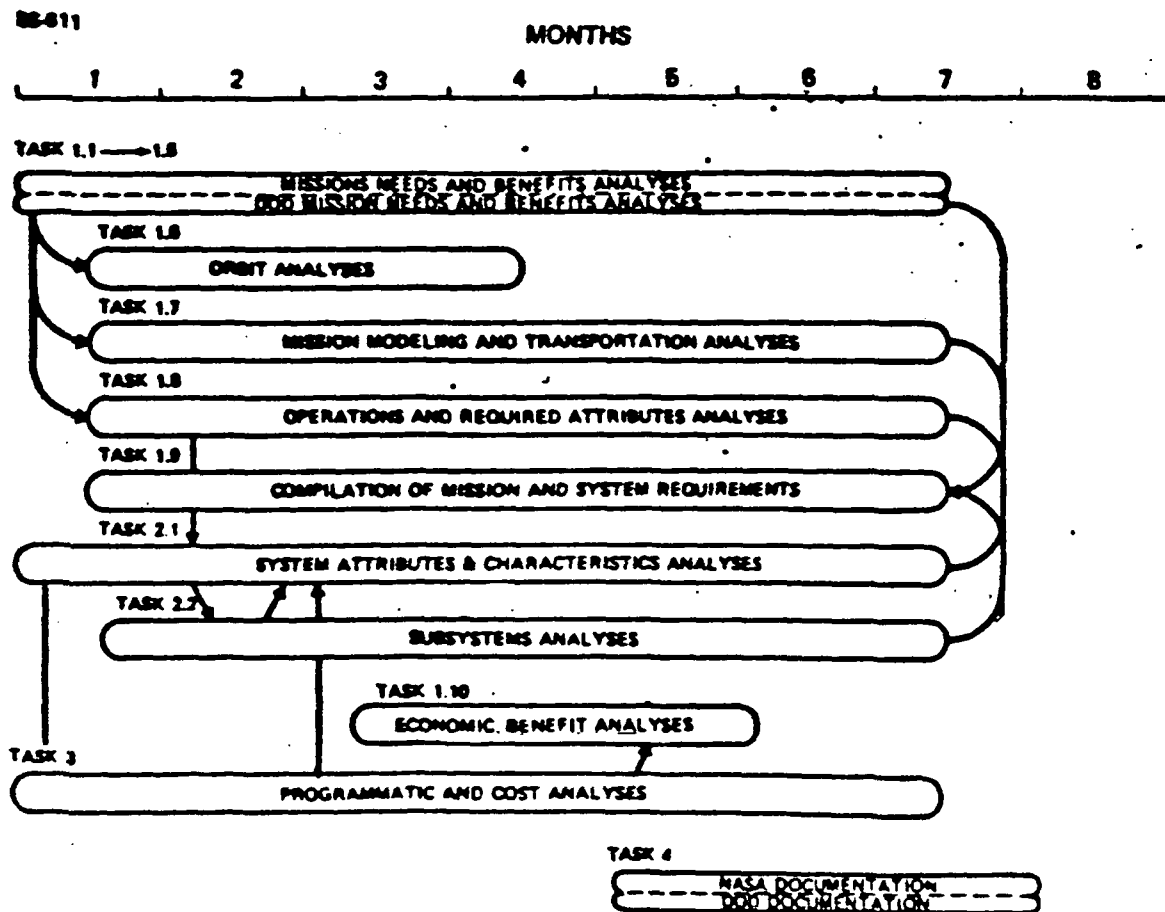 MONTHS
1 2 3 4 5 6 7 8
TASK 1.1 → 1.5
MISSIONS NEEDS AND BENEFITS ANALYSES
DOD MISSION NEEDS AND BENEFITS ANALYSES
TASK 1.6
ORBIT ANALYSES
TASK 1.7
MISSION MODELING AND TRANSPORTATION ANALYSES
TASK 1.8
OPERATIONS AND REQUIRED ATTRIBUTES ANALYSES
TASK 1.9
COMPILATION OF MISSION AND SYSTEM REQUIREMENTS
TASK 2.1
SYSTEM ATTRIBUTES & CHARACTERISTICS ANALYSES
TASK 2.2
SUBSYSTEMS ANALYSES
TASK 1.10
ECONOMIC BENEFIT ANALYSES
TASK 3
PROGRAMMATIC AND COST ANALYSES
TASK 4
NASA DOCUMENTATION
DOD DOCUMENTATION